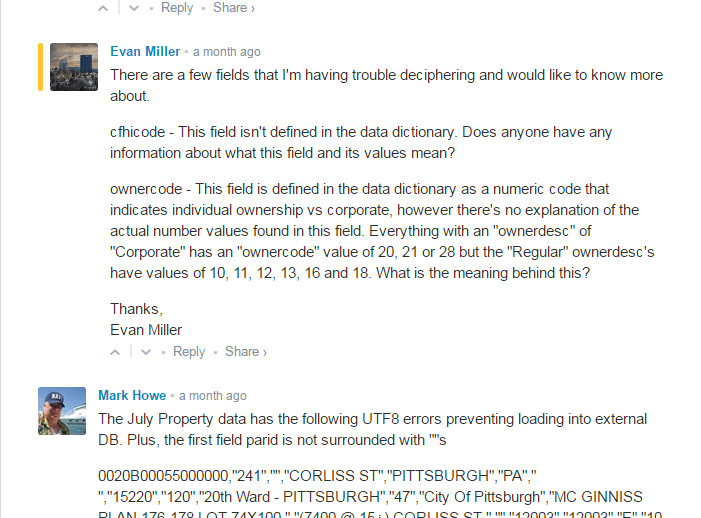 Reply • Share ›
Evan Miller • a month ago
There are a few fields that I'm having trouble deciphering and would like to know more
about.
cfhicode - This field isn't defined in the data dictionary. Does anyone have any
information about what this field and its values mean?
ownercode - This field is defined in the data dictionary as a numeric code that
indicates individual ownership vs corporate, however there's no explanation of the
actual number values found in this field. Everything with an "ownerdesc" of
"Corporate" has an "ownercode" value of 20, 21 or 28 but the "Regular" ownerdesc's
have values of 10, 11, 12, 13, 16 and 18. What is the meaning behind this?
Thanks,
Evan Miller
• Reply • Share ›
Mark Howe • a month ago
The July Property data has the following UTF8 errors preventing loading into external
DB. Plus, the first field parid is not surrounded with '"'s
0020B00055000000,"241","","CORLISS ST","PITTSBURGH","PA","
","15220","120","20th Ward - PITTSBURGH","47","City Of Pittsburgh","MC GINNISS
PLAN 176-178 LOT 74X100